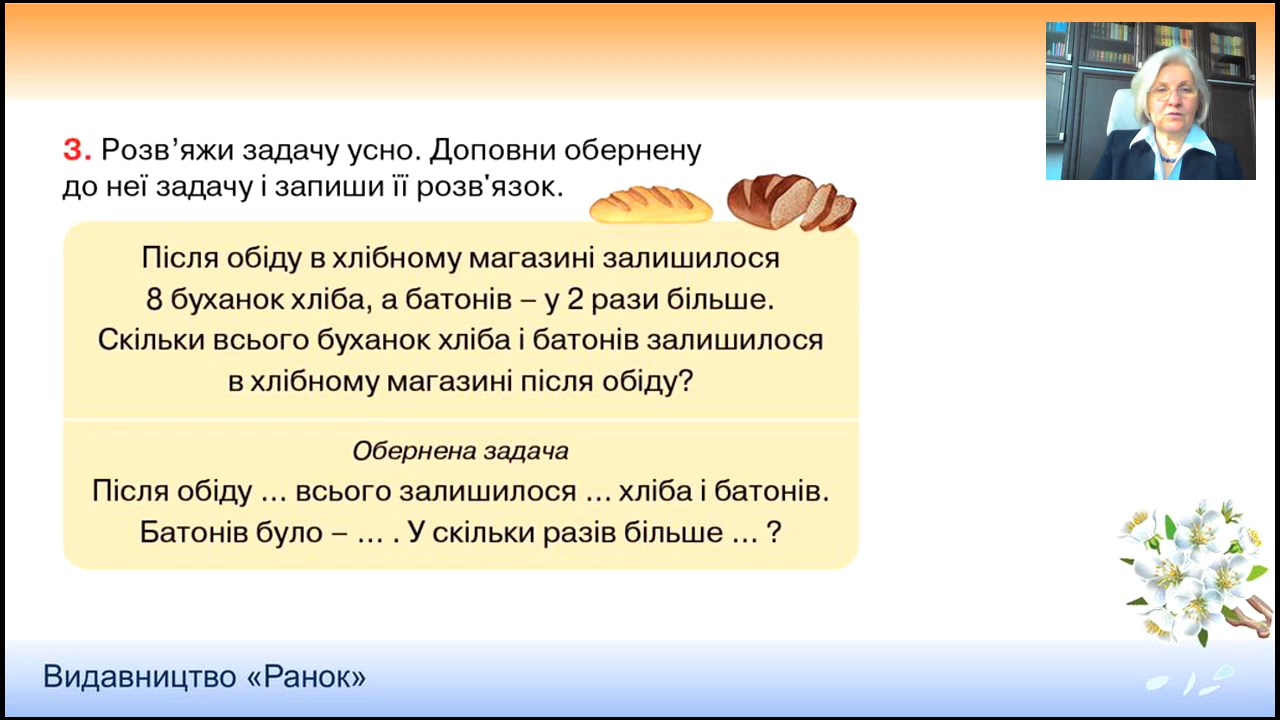 3. Розв’яжи задачу усно. Доповни обернену
до неї задачу і запиши її розв'язок.
Після обіду в хлібному магазині залишилося
8 буханок хліба, а батонів – у 2 рази більше.
Скільки всього буханок хліба і батонів залишилося
в хлібному магазині після обіду?
Обернена задача
Після обіду ... всього залишилося ... хліба і батонів.
Батонів було – ... . У скільки разів більше ... ?
Видавництво «Ранок»